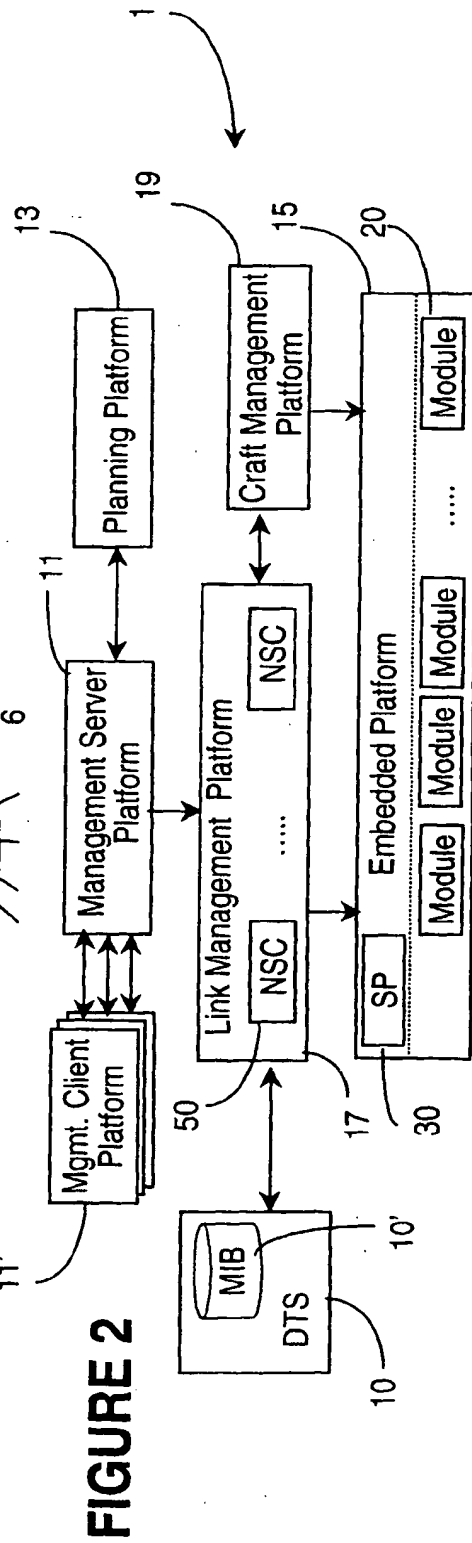 6
1
11'
Mgmt. Client
Platform
11
Management Server
Platform
13
Planning Platform
FIGURE 2
MIB
DTS
10'
10
50
Link Management Platform
NSC
.....
NSC
17
19
Craft Management
Platform
15
30
SP
Embedded Platform
20
Module
Module
Module
.....
Module